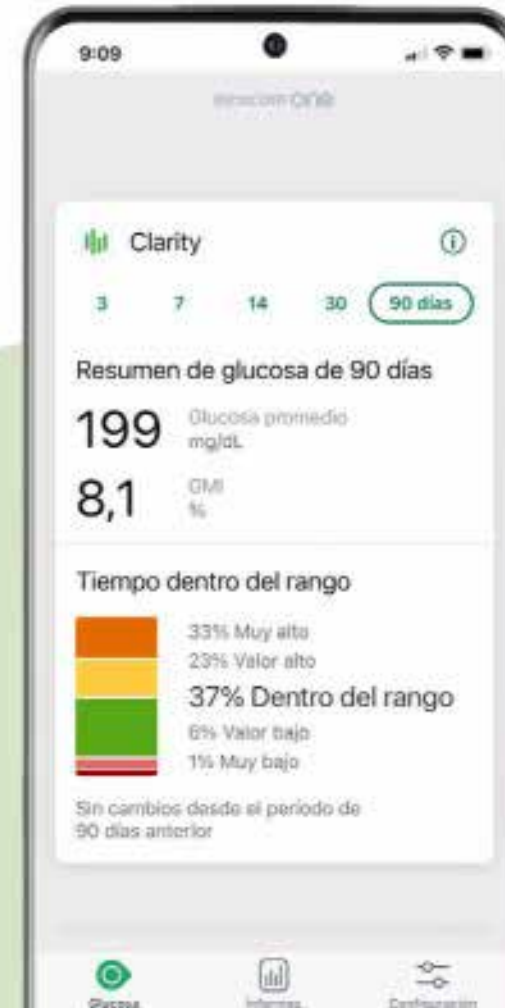 9:09
one
Clarity
3 7 14 30 90 días
Resumen de glucosa de 90 días
199 Glucosa promedio
mg/dL
8,1 GMI
%
Tiempo dentro del rango
33% Muy alto
23% Valor alto
37% Dentro del rango
6% Valor bajo
1% Muy bajo
Sin cambios desde el periodo de
90 días anterior
Glucosa Informes Configuración